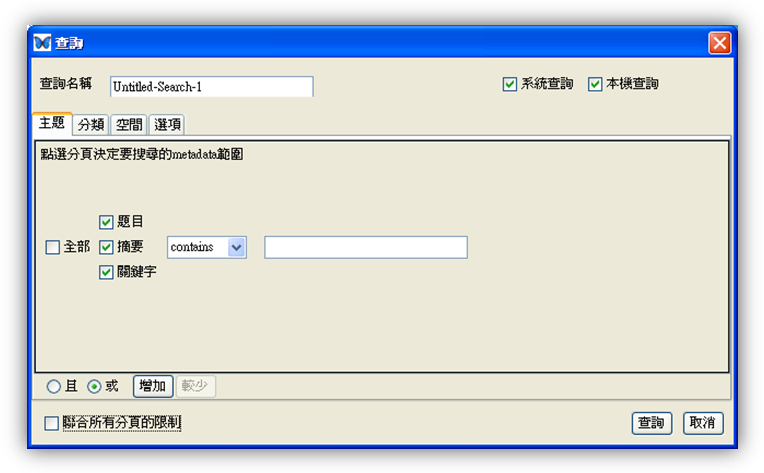 查詢
查詢名稱 Untitled-Search-1 系統查詢 本機查詢
主題 分類 空間 選項
點選分頁決定要搜尋的metadata範圍
題目
全部 摘要 contains
關鍵字
且 或 增加 較少
聯合所有分頁的限制 查詢 取消